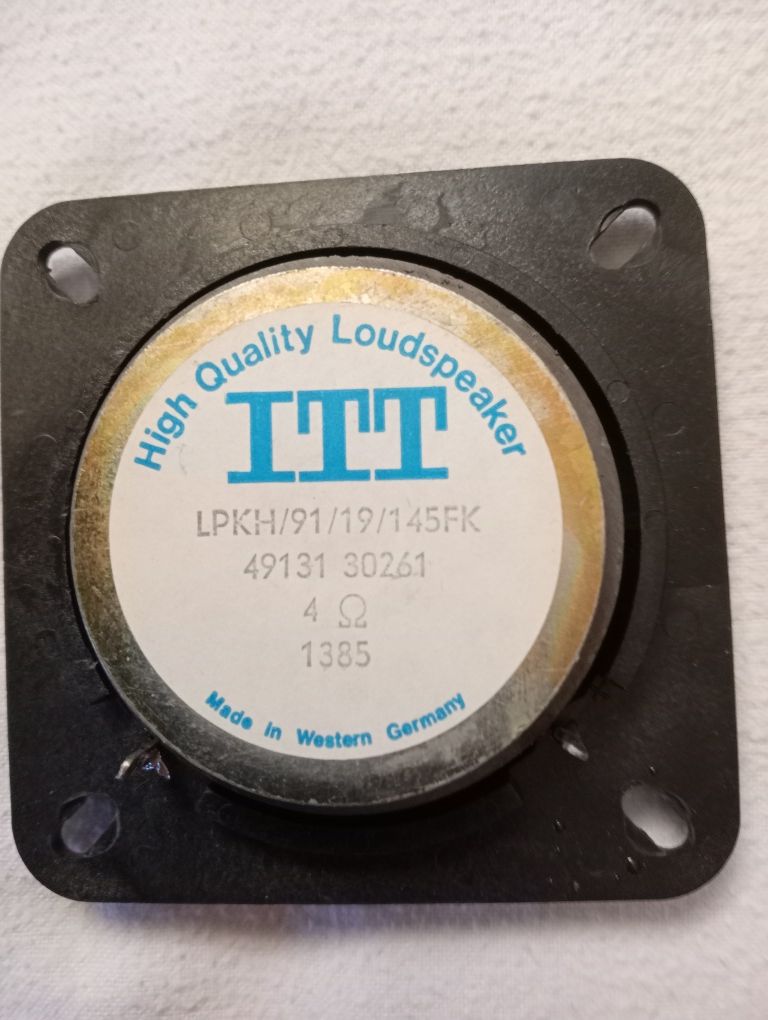 High Quality Loudspeaker
ITT
LPKH/91/19/145FK
49131 30261
4 Ω
1385
Made in Western Germany